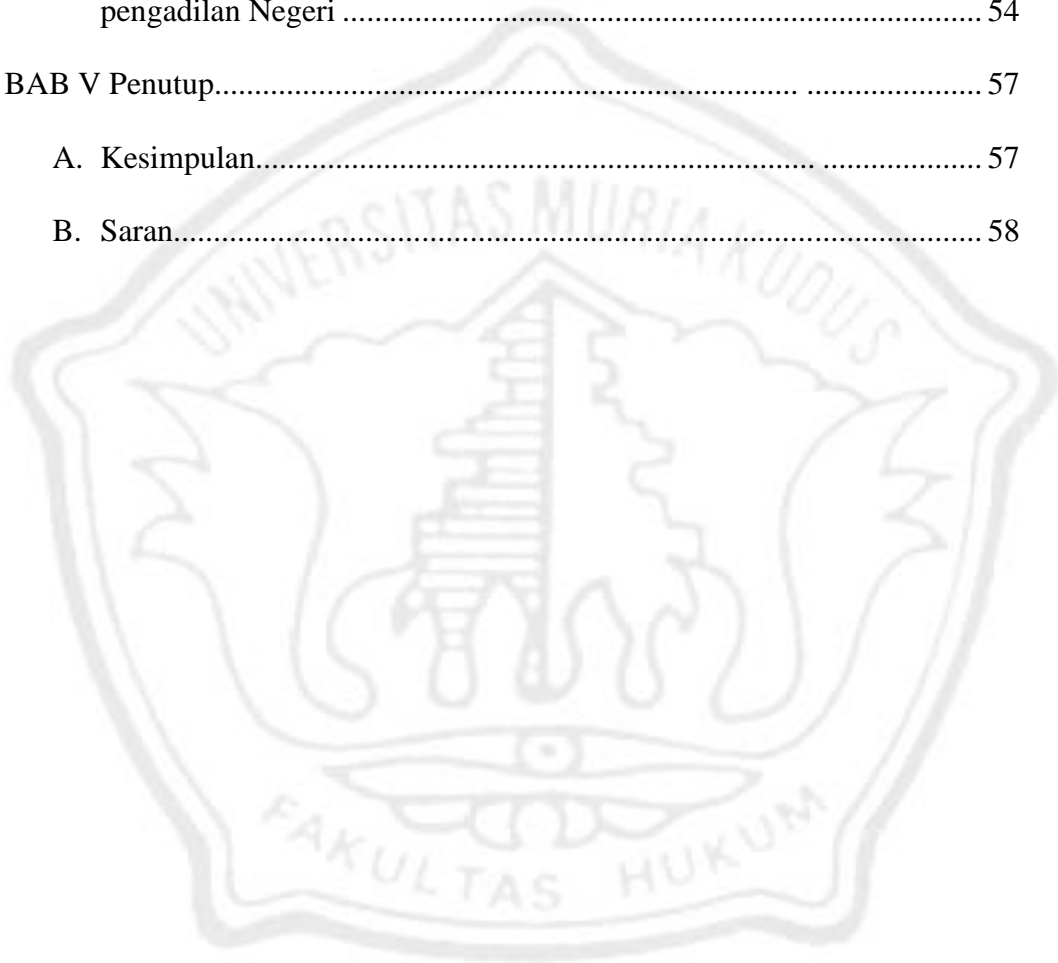 pengadilan Negeri ................................................................................ 54
BAB V Penutup......................................................................... ...................... 57
A. Kesimpulan...................................................................... .................... 57
B. Saran..................................................................................................... 58
UNIVERSITAS MURIA KUDUS
FAKULTAS HUKUM